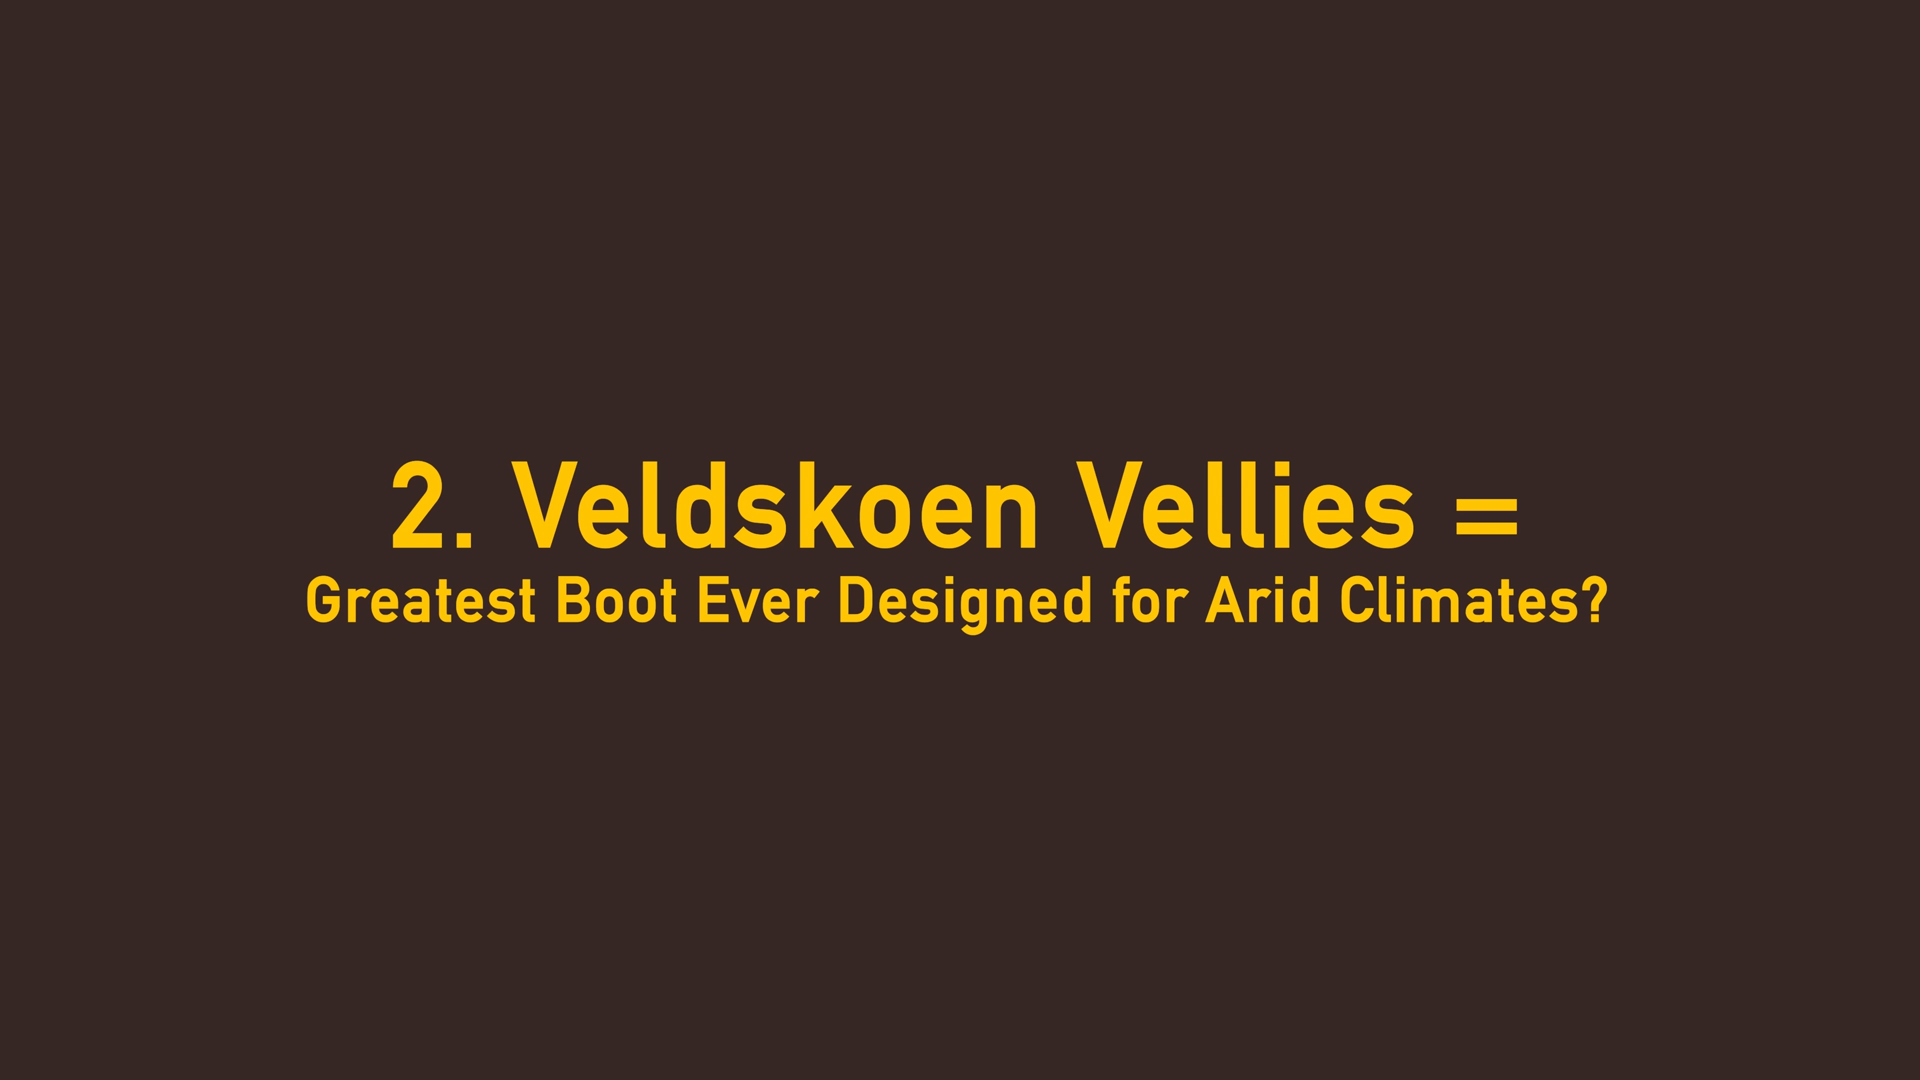 2. Veldskoen Vellies =
Greatest Boot Ever Designed for Arid Climates?